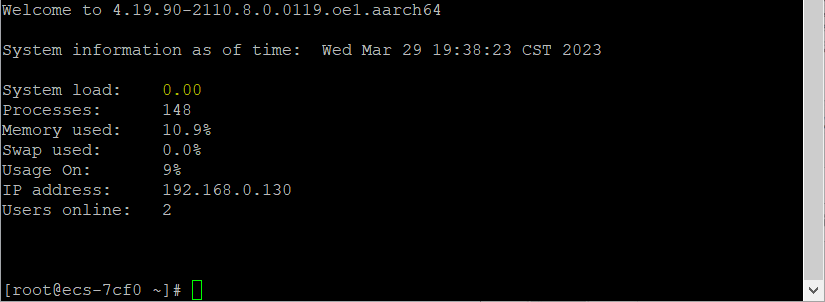 Welcome to 4.19.90-2110.8.0.0119.oe1.aarch64
System information as of time:  Wed Mar 29 19:38:23 CST 2023
System load:    0.00
Processes:      148
Memory used:    10.9%
Swap used:      0.0%
Usage On:       9%
IP address:     192.168.0.130
Users online:   2
[root@ecs-7cf0 ~]#